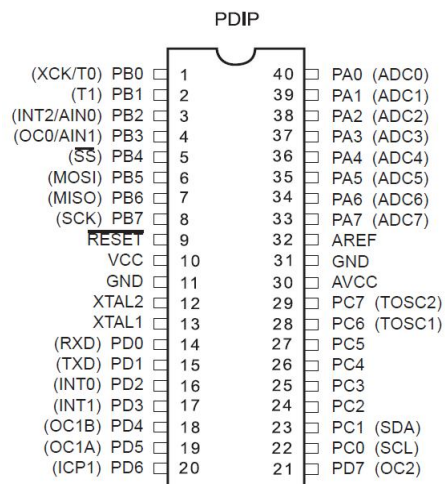 PDIP
(XCK/T0) PB0 1 40 PA0 (ADC0)
(T1) PB1 2 39 PA1 (ADC1)
(INT2/AIN0) PB2 3 38 PA2 (ADC2)
(OC0/AIN1) PB3 4 37 PA3 (ADC3)
(SS) PB4 5 36 PA4 (ADC4)
(MOSI) PB5 6 35 PA5 (ADC5)
(MISO) PB6 7 34 PA6 (ADC6)
(SCK) PB7 8 33 PA7 (ADC7)
RESET 9 32 AREF
VCC 10 31 GND
GND 11 30 AVCC
XTAL2 12 29 PC7 (TOSC2)
XTAL1 13 28 PC6 (TOSC1)
(RXD) PD0 14 27 PC5
(TXD) PD1 15 26 PC4
(INT0) PD2 16 25 PC3
(INT1) PD3 17 24 PC2
(OC1B) PD4 18 23 PC1 (SDA)
(OC1A) PD5 19 22 PC0 (SCL)
(ICP1) PD6 20 21 PD7 (OC2)